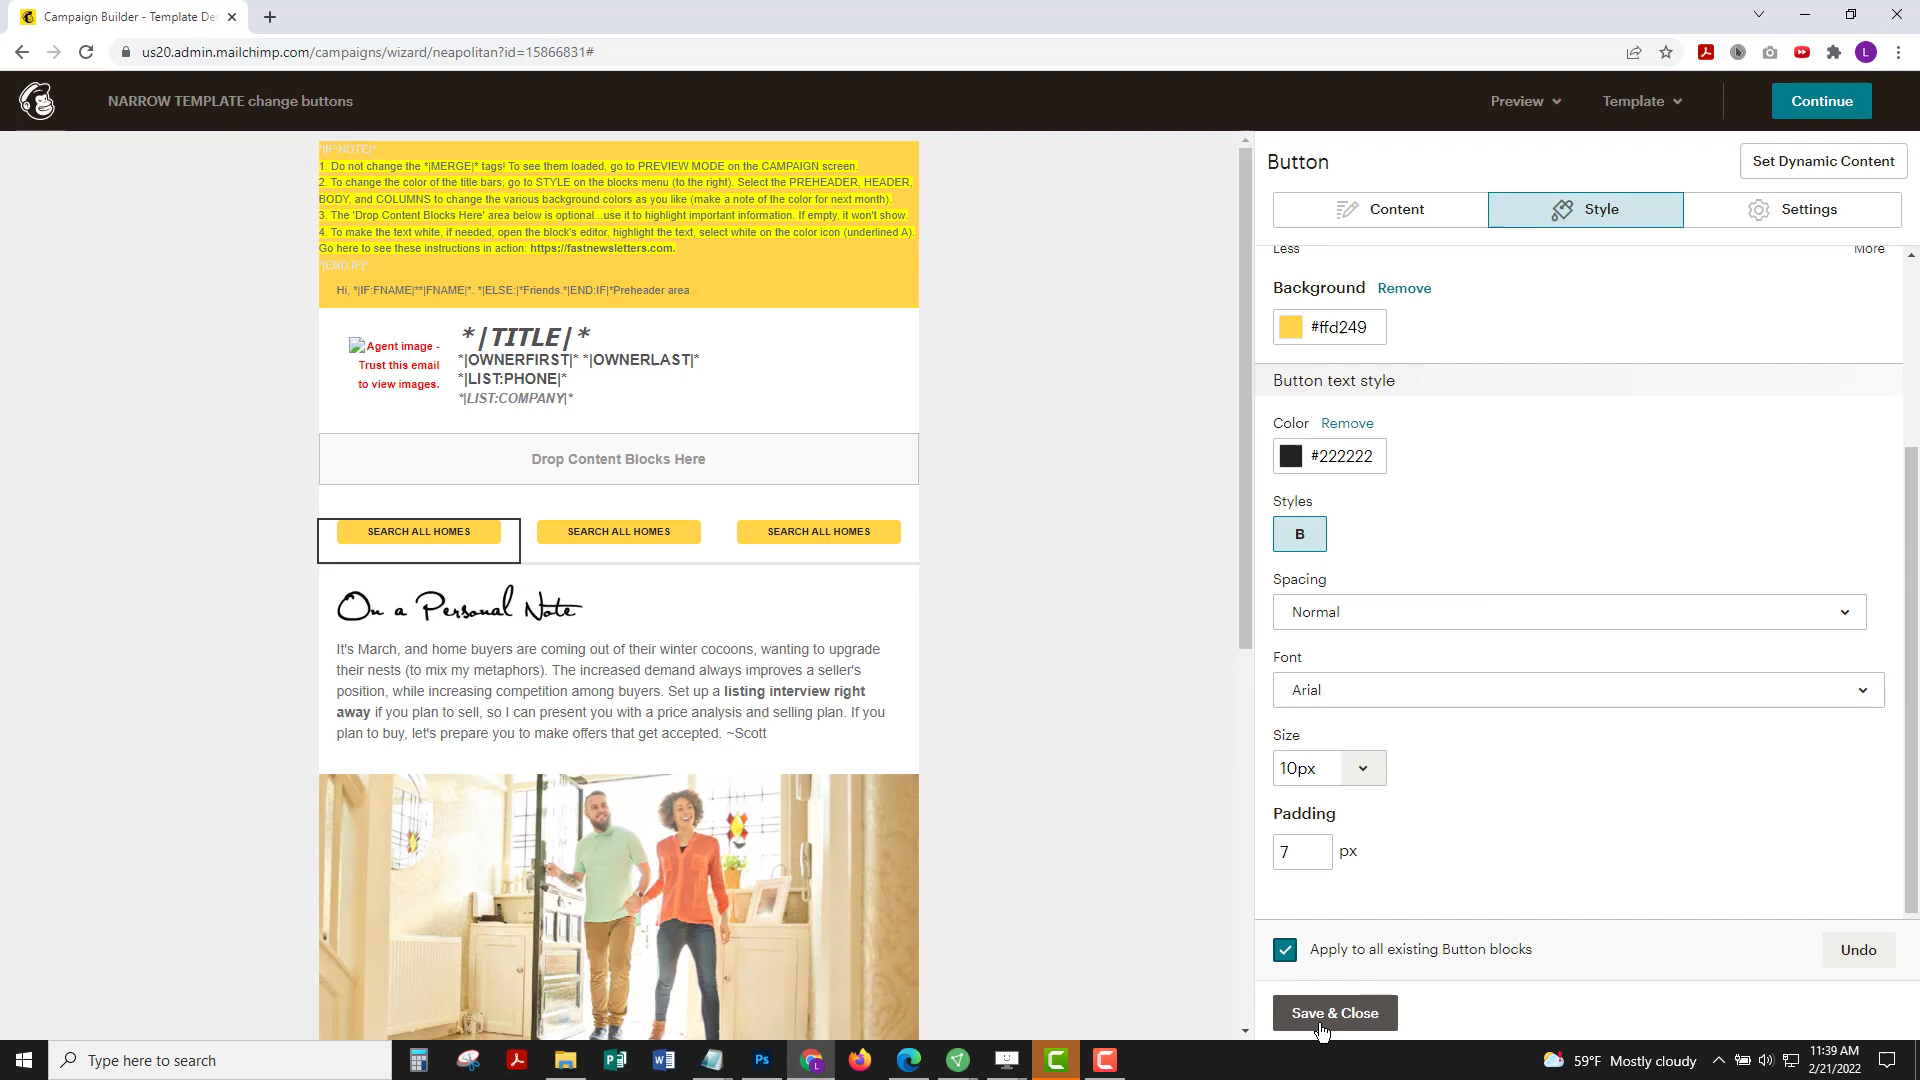 Campaign Builder - Template De
us20.admin.mailchimp.com/campaigns/wizard/neapolitan?id=15866831#
L
NARROW TEMPLATE change buttons
Preview
Template
Continue
*|IF:NOTE|*
1. Do not change the *|MERGE|* tags! To see them loaded, go to PREVIEW MODE on the CAMPAIGN screen.
2. To change the color of the title bars, go to STYLE on the blocks menu (to the right). Select the PREHEADER, HEADER,
BODY, and COLUMNS to change the various background colors as you like (make a note of the color for next month).
3. The 'Drop Content Blocks Here' area below is optional...use it to highlight important information. If empty, it won't show.
4. To make the text white, if needed, open the block's editor, highlight the text, select white on the color icon (underlined A).
Go here to see these instructions in action: https://fastnewsletters.com.
*|END:IF|*
Hi, *|IF:FNAME|**|FNAME|*. *|ELSE:|*Friends.*|END:IF|*Preheader area
Agent image -
Trust this email
to view images.
*|TITLE|*
*|OWNERFIRST|* *|OWNERLAST|*
*|LIST:PHONE|*
*|LIST:COMPANY|*
Drop Content Blocks Here
SEARCH ALL HOMES
SEARCH ALL HOMES
SEARCH ALL HOMES
On a Personal Note
It's March, and home buyers are coming out of their winter cocoons, wanting to upgrade
their nests (to mix my metaphors). The increased demand always improves a seller's
position, while increasing competition among buyers. Set up a listing interview right
away if you plan to sell, so I can present you with a price analysis and selling plan. If you
plan to buy, let's prepare you to make offers that get accepted. ~Scott
Button
Set Dynamic Content
Content
Style
Settings
Less
More
Background Remove
#ffd249
Button text style
Color Remove
#222222
Styles
B
Spacing
Normal
Font
Arial
Size
10px
Padding
7 px
Apply to all existing Button blocks
Undo
Save & Close
Type here to search
59°F Mostly cloudy
11:39 AM
2/21/2022